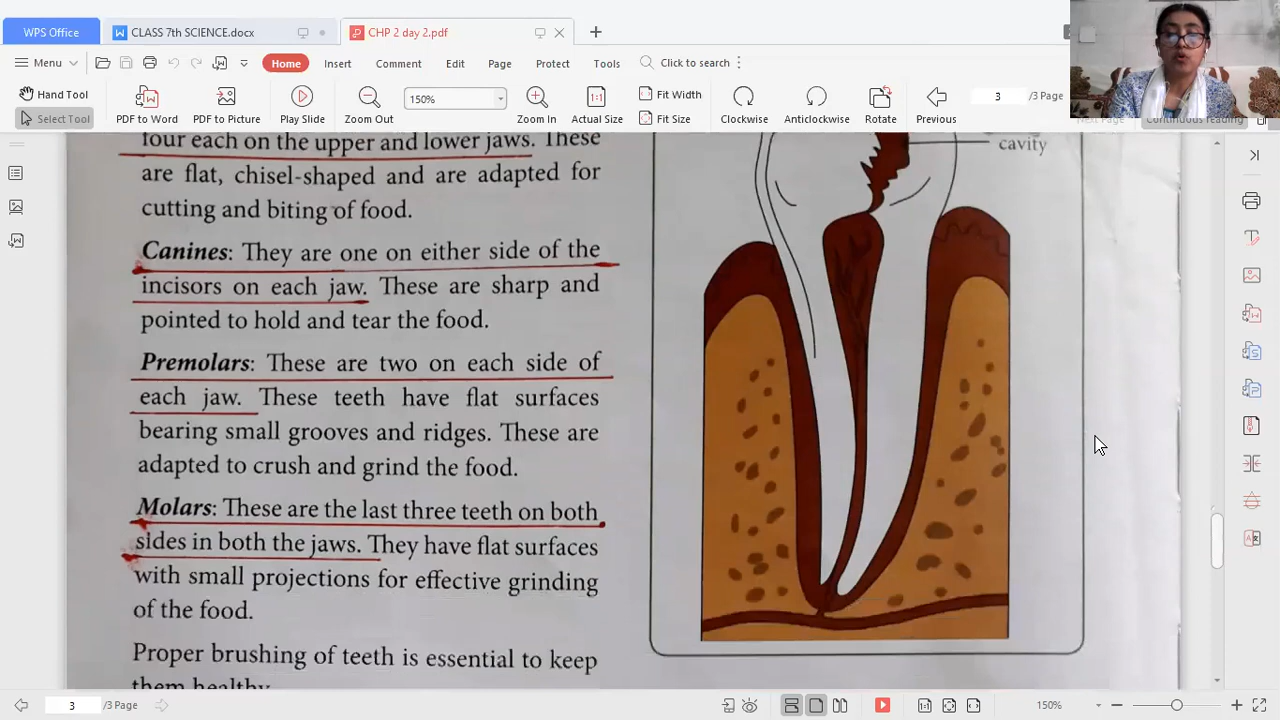 WPS Office
CLASS 7th SCIENCE.docx
CHP 2 day 2.pdf
Menu
Home
Insert
Comment
Edit
Page
Protect
Tools
Click to search
Hand Tool
Select Tool
PDF to Word
PDF to Picture
Play Slide
Zoom Out
150%
Zoom In
Actual Size
Fit Width
Fit Size
Clockwise
Anticlockwise
Rotate
Previous
3
/3 Page
Next Page
Continuous reading
four each on the upper and lower jaws. These
are flat, chisel-shaped and are adapted for
cutting and biting of food.
Canines: They are one on either side of the
incisors on each jaw. These are sharp and
pointed to hold and tear the food.
Premolars: These are two on each side of
each jaw. These teeth have flat surfaces
bearing small grooves and ridges. These are
adapted to crush and grind the food.
Molars: These are the last three teeth on both
sides in both the jaws. They have flat surfaces
with small projections for effective grinding
of the food.
Proper brushing of teeth is essential to keep
them healthy
cavity
3
/3 Page
150%